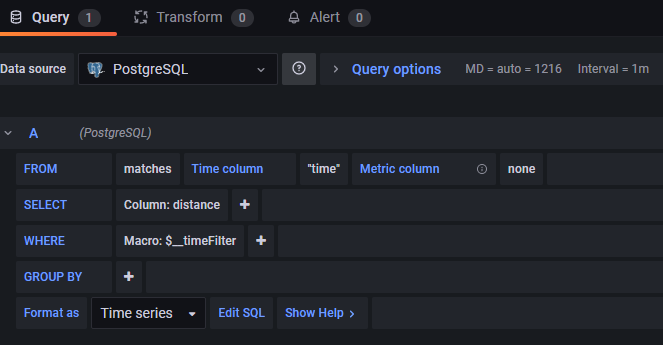 Query 1 Transform 0 Alert 0
Data source PostgreSQL Query options MD = auto = 1216 Interval = 1m
A (PostgreSQL)
FROM matches Time column "time" Metric column none
SELECT Column: distance +
WHERE Macro: $__timeFilter +
GROUP BY +
Format as Time series Edit SQL Show Help